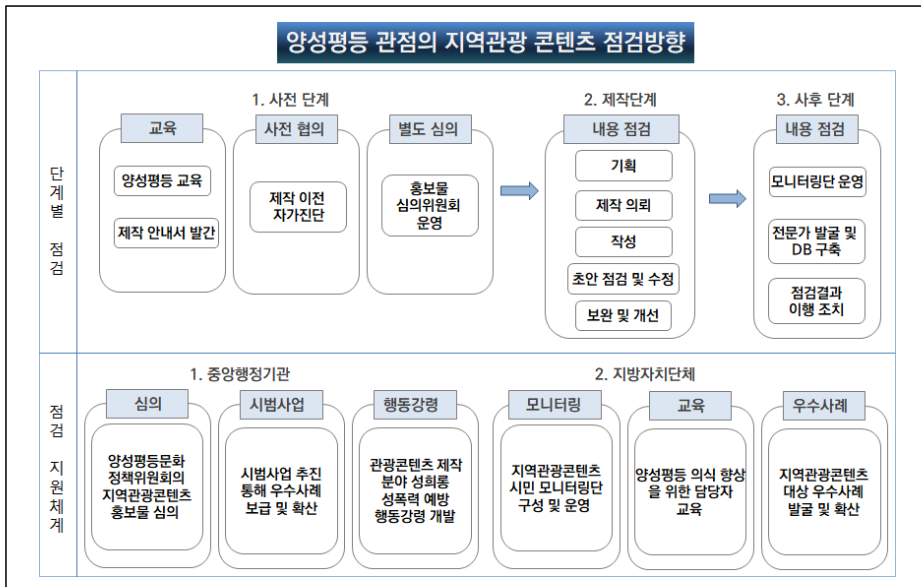 양성평등 관점의 지역관광 콘텐츠 점검방향
단계별 점검
1. 사전 단계
교육
양성평등 교육
제작 안내서 발간
사전 협의
제작 이전
자가진단
별도 심의
홍보물
심의위원회
운영
2. 제작단계
내용 점검
기획
제작 의뢰
작성
초안 점검 및 수정
보완 및 개선
3. 사후 단계
내용 점검
모니터링단 운영
전문가 발굴 및
DB 구축
점검결과
이행 조치
점검 지원체계
1. 중앙행정기관
심의
양성평등문화
정책위원회의
지역관광콘텐츠
홍보물 심의
시범사업
시범사업 추진
통해 우수사례
보급 및 확산
행동강령
관광콘텐츠 제작
분야 성희롱
성폭력 예방
행동강령 개발
2. 지방자치단체
모니터링
지역관광콘텐츠
시민 모니터링단
구성 및 운영
교육
양성평등 의식 향상
을 위한 담당자
교육
우수사례
지역관광콘텐츠
대상 우수사례
발굴 및 확산